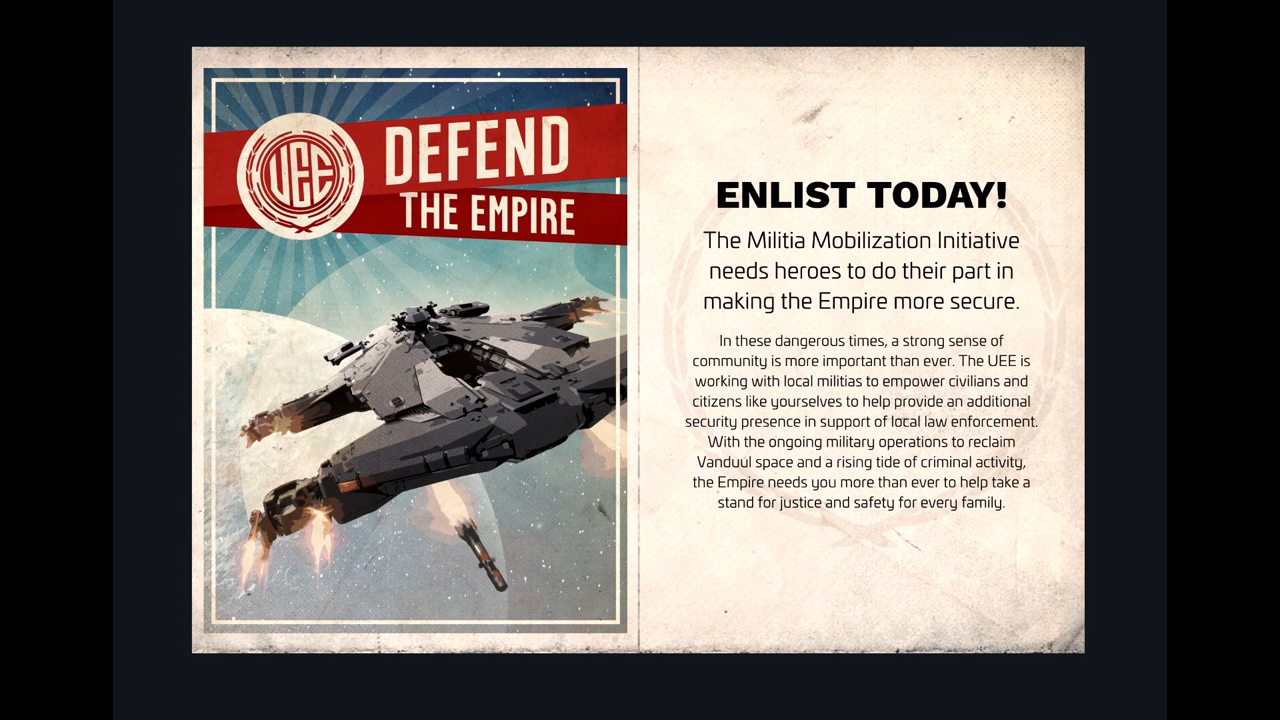 UEE
DEFEND
THE EMPIRE
ENLIST TODAY!
The Militia Mobilization Initiative
needs heroes to do their part in
making the Empire more secure.
In these dangerous times, a strong sense of
community is more important than ever. The UEE is
working with local militias to empower civilians and
citizens like yourselves to help provide an additional
security presence in support of local law enforcement.
With the ongoing military operations to reclaim
Vanduul space and a rising tide of criminal activity,
the Empire needs you more than ever to help take a
stand for justice and safety for every family.